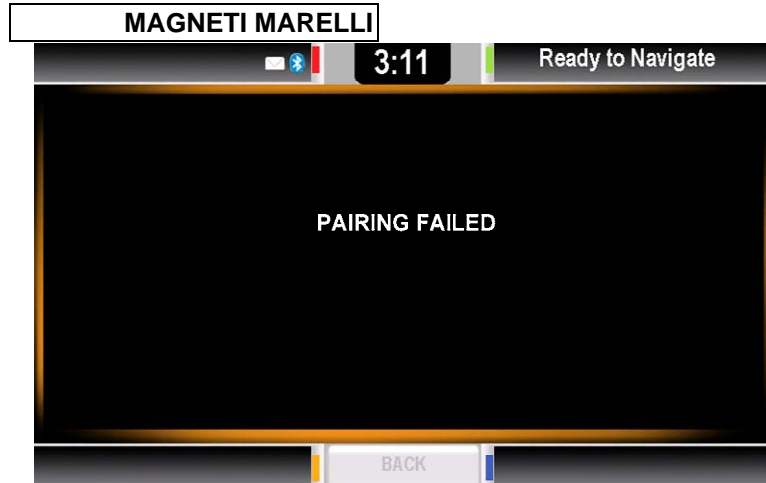 MAGNETI MARELLI
3:11
Ready to Navigate
PAIRING FAILED
BACK